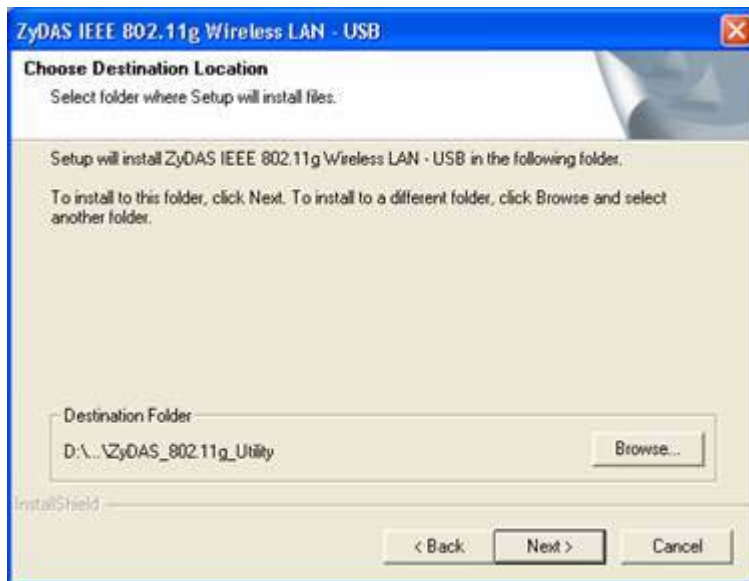 ZyDAS IEEE 802.11g Wireless LAN - USB
Choose Destination Location
Select folder where Setup will install files.
Setup will install ZyDAS IEEE 802.11g Wireless LAN - USB in the following folder.
To install to this folder, click Next. To install to a different folder, click Browse and select
another folder.
Destination Folder
D:\...\ZyDAS_802.11g_Utility
Browse...
InstallShield
< Back
Next >
Cancel